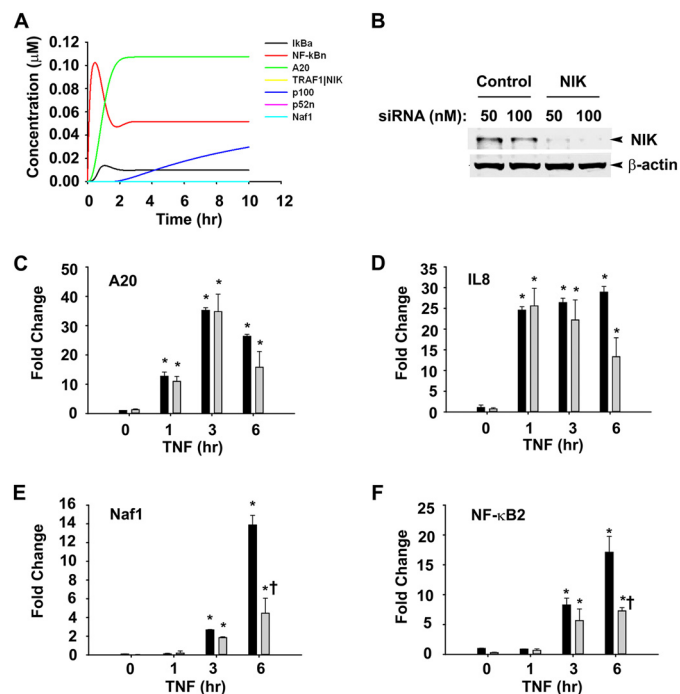 A
Concentration (μM)
0.12
0.10
0.08
0.06
0.04
0.02
0.00
0 2 4 6 8 10 12
Time (hr)
IkBa
NF-kBn
A20
TRAF1|NIK
p100
p52n
Naf1
B
Control NIK
siRNA (nM): 50 100 50 100
NIK
β-actin
C
A20
Fold Change
50
40
30
20
10
0
* * * * * *
0 1 3 6
TNF (hr)
D
IL8
Fold Change
35
30
25
20
15
10
5
0
* * * * * *
0 1 3 6
TNF (hr)
E
Naf1
Fold Change
16
14
12
10
8
6
4
2
0
* * * *†
0 1 3 6
TNF (hr)
F
NF-κB2
Fold Change
25
20
15
10
5
0
* * * *†
0 1 3 6
TNF (hr)